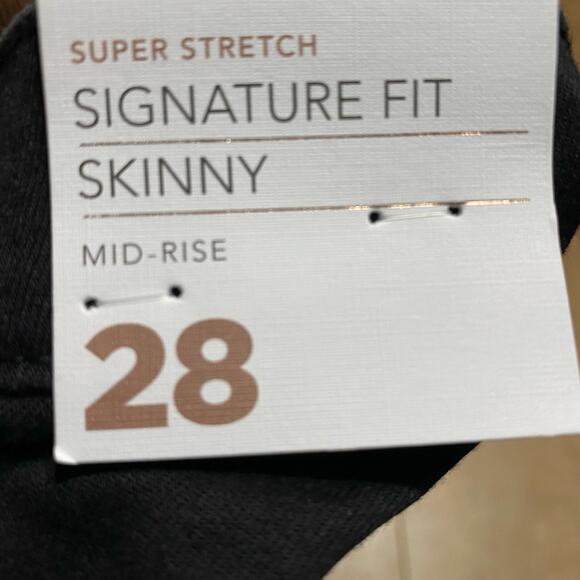 SUPER STRETCH
SIGNATURE FIT
SKINNY
MID-RISE
28